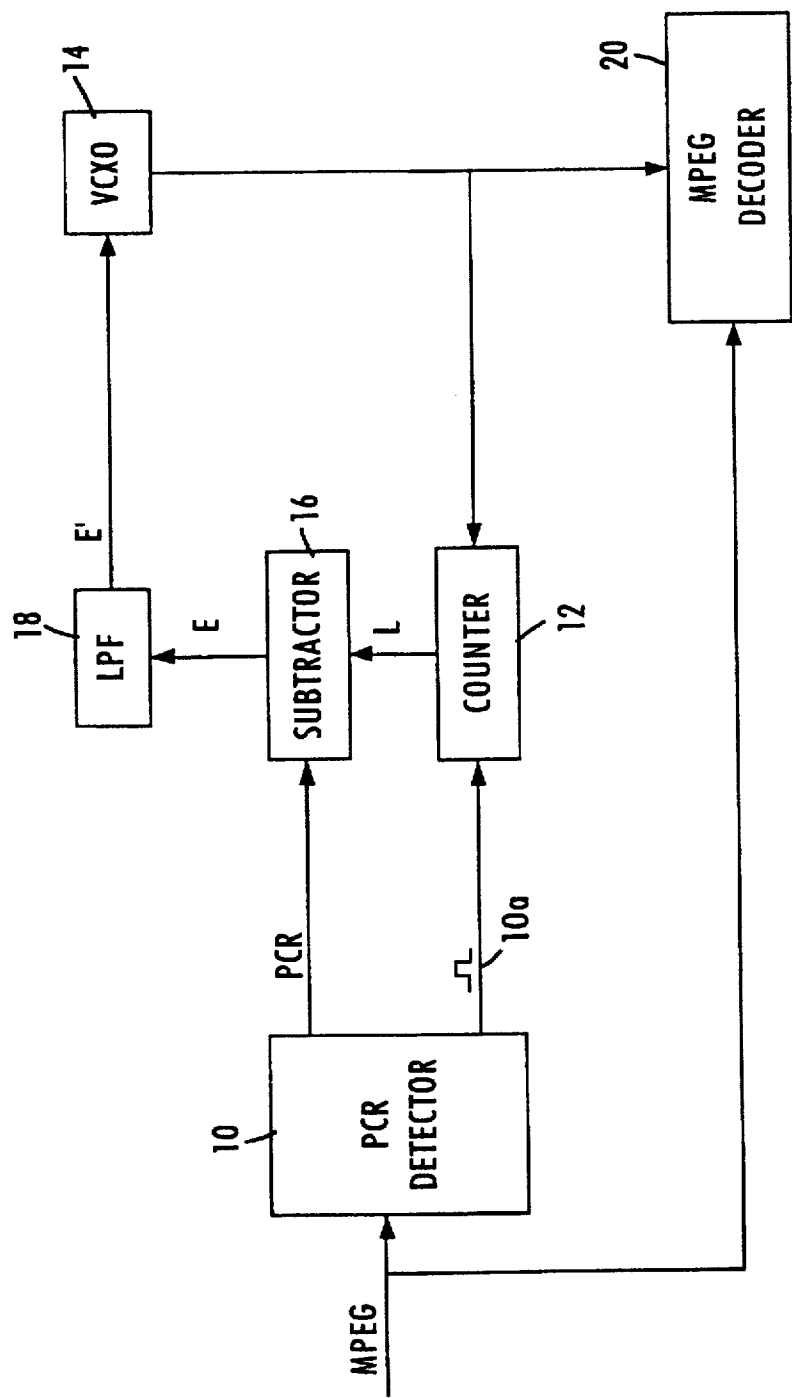 MPEG
10
PCR
DETECTOR
PCR
10a
18
LPF
E'
E
SUBTRACTOR
16
L
COUNTER
12
VCXO
14
MPEG
DECODER
20